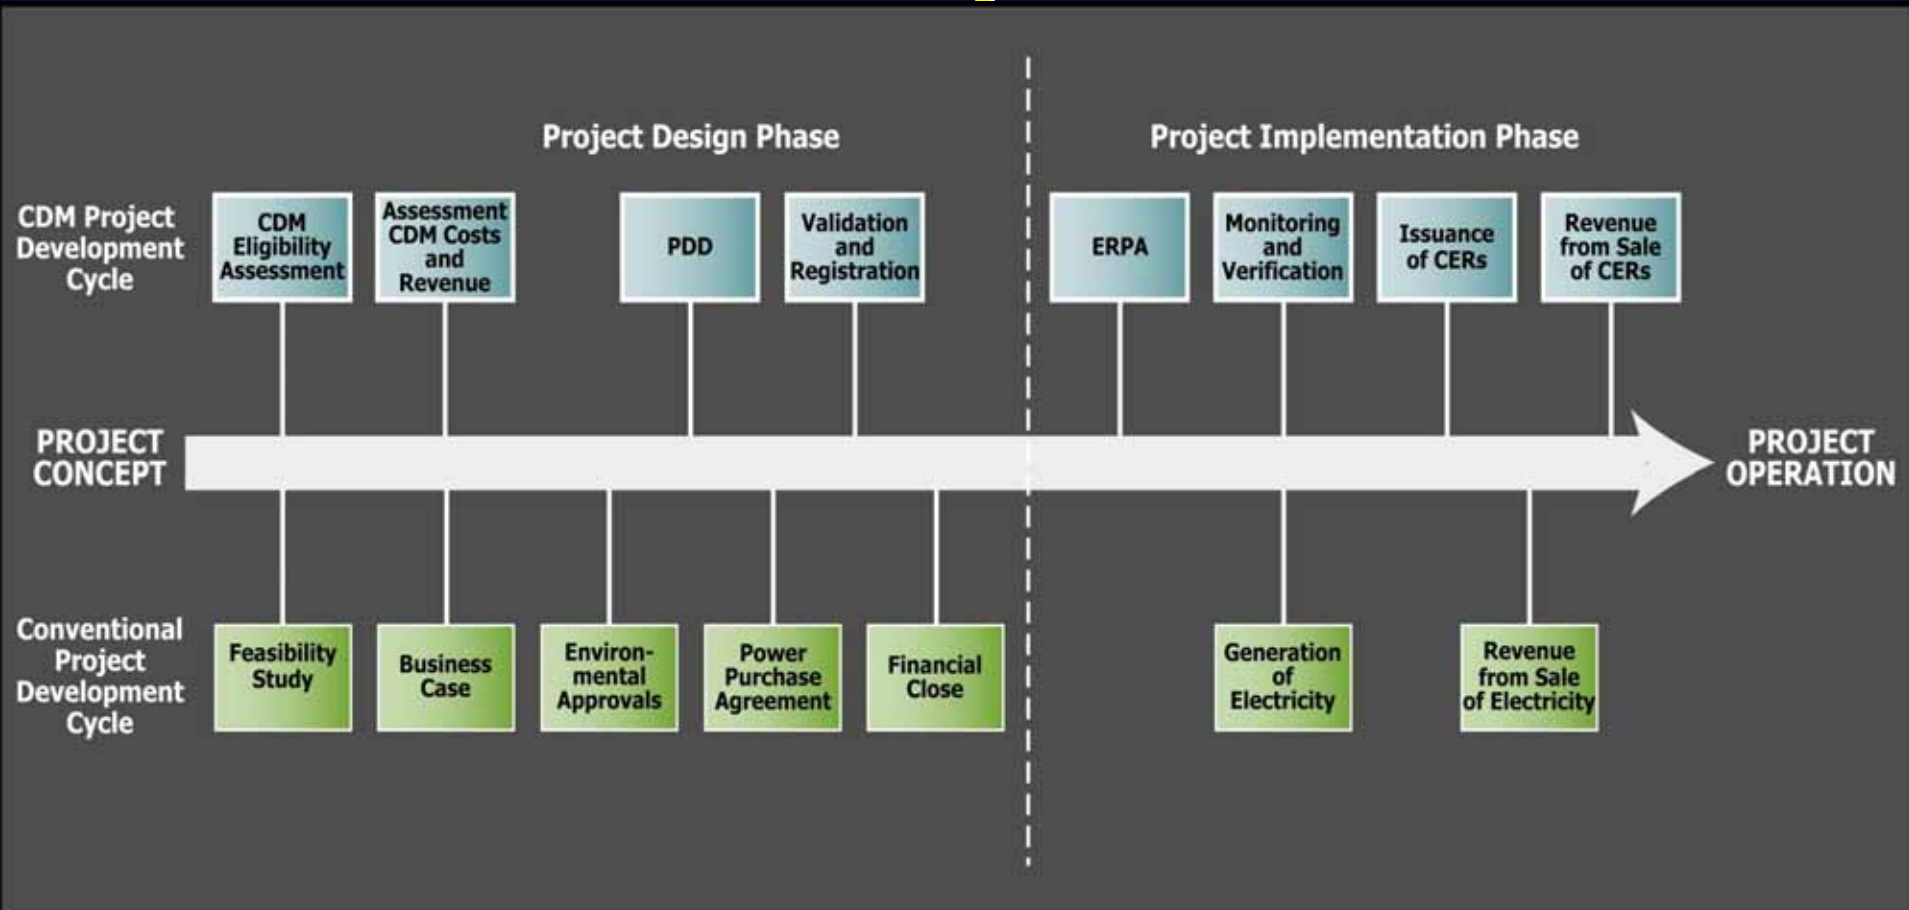 Project Design Phase
Project Implementation Phase
CDM Project
Development
Cycle
CDM
Eligibility
Assessment
Assessment
CDM Costs
and
Revenue
PDD
Validation
and
Registration
ERPA
Monitoring
and
Verification
Issuance
of CERs
Revenue
from Sale
of CERs
PROJECT
CONCEPT
PROJECT
OPERATION
Conventional
Project
Development
Cycle
Feasibility
Study
Business
Case
Environ-
mental
Approvals
Power
Purchase
Agreement
Financial
Close
Generation
of
Electricity
Revenue
from Sale
of Electricity